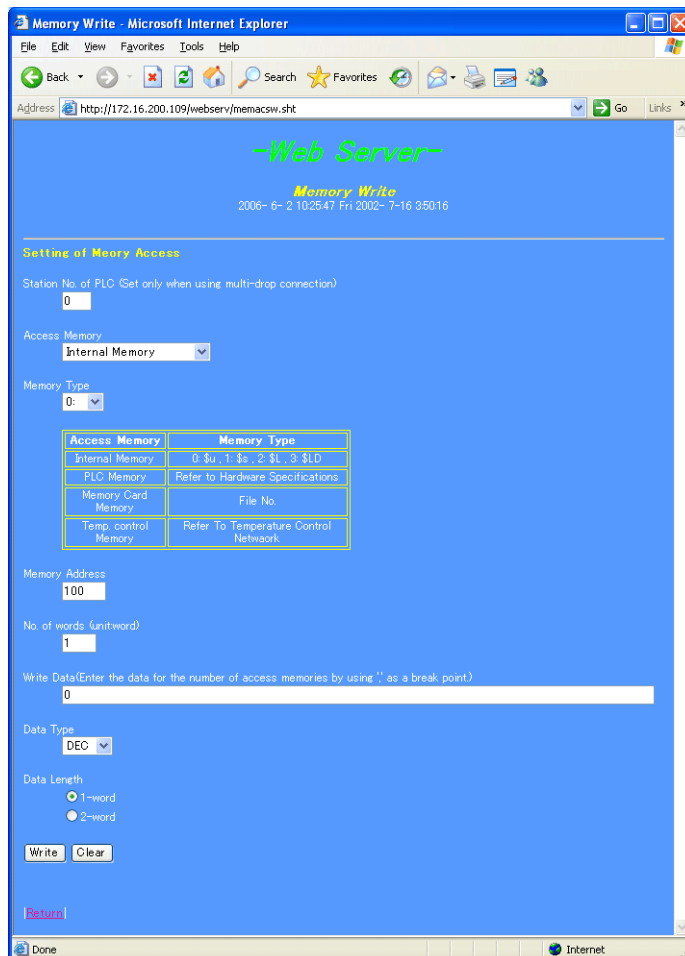 Memory Write - Microsoft Internet Explorer
File Edit View Favorites Tools Help
Back Search Favorites
Address http://172.16.200.109/webserv/memacsw.sht Go Links »
-Web Server-
Memory Write
2006- 6- 2 10:25:47 Fri 2002- 7-16 3:50:16
Setting of Meory Access
Station No. of PLC (Set only when using multi-drop connection)
0
Access Memory
Internal Memory
Memory Type
0:
Access Memory Memory Type
Internal Memory 0: $u , 1: $s , 2: $L , 3: $LD
PLC Memory Refer to Hardware Specifications
Memory Card
Memory File No.
Temp. control
Memory Refer To Temperature Control
Netwaork
Memory Address
100
No. of words (unit:word)
1
Write Data(Enter the data for the number of access memories by using ',' as a break point.)
0
Data Type
DEC
Data Length
1-word
2-word
Write Clear
|Return|
Done Internet